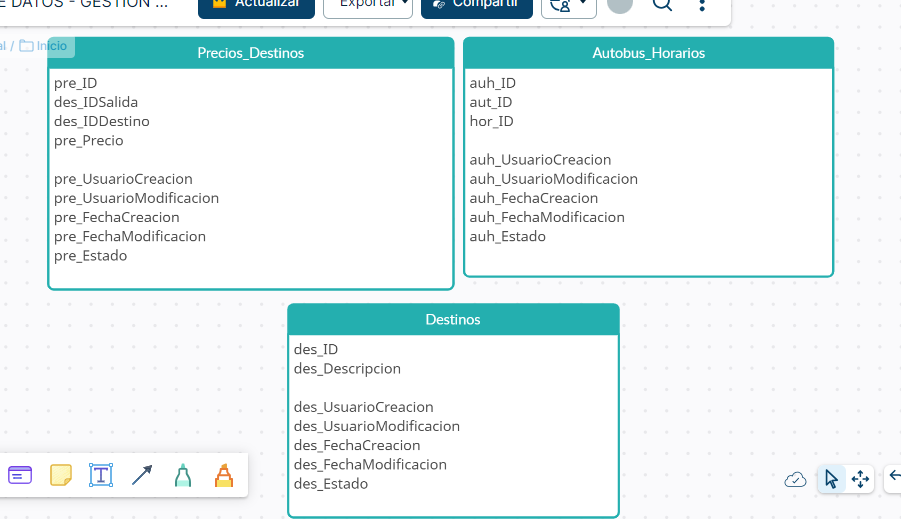 E DATOS - GESTION ...
Actualizar
Exportar
Compartir
al / Inicio
Precios_Destinos
pre_ID
des_IDSalida
des_IDDestino
pre_Precio
pre_UsuarioCreacion
pre_UsuarioModificacion
pre_FechaCreacion
pre_FechaModificacion
pre_Estado
Autobus_Horarios
auh_ID
aut_ID
hor_ID
auh_UsuarioCreacion
auh_UsuarioModificacion
auh_FechaCreacion
auh_FechaModificacion
auh_Estado
Destinos
des_ID
des_Descripcion
des_UsuarioCreacion
des_UsuarioModificacion
des_FechaCreacion
des_FechaModificacion
des_Estado